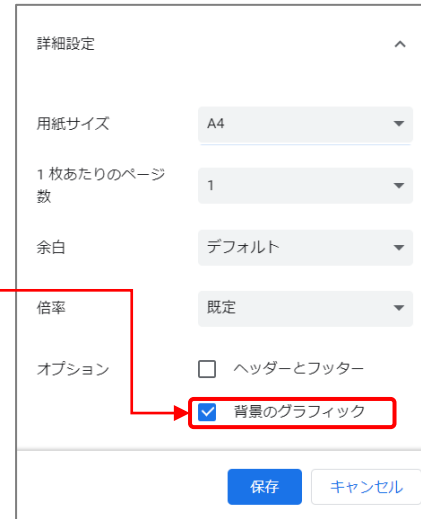 詳細設定
用紙サイズ A4
1 枚あたりのページ
数 1
余白 デフォルト
倍率 既定
オプション ヘッダーとフッター
背景のグラフィック
保存 キャンセル